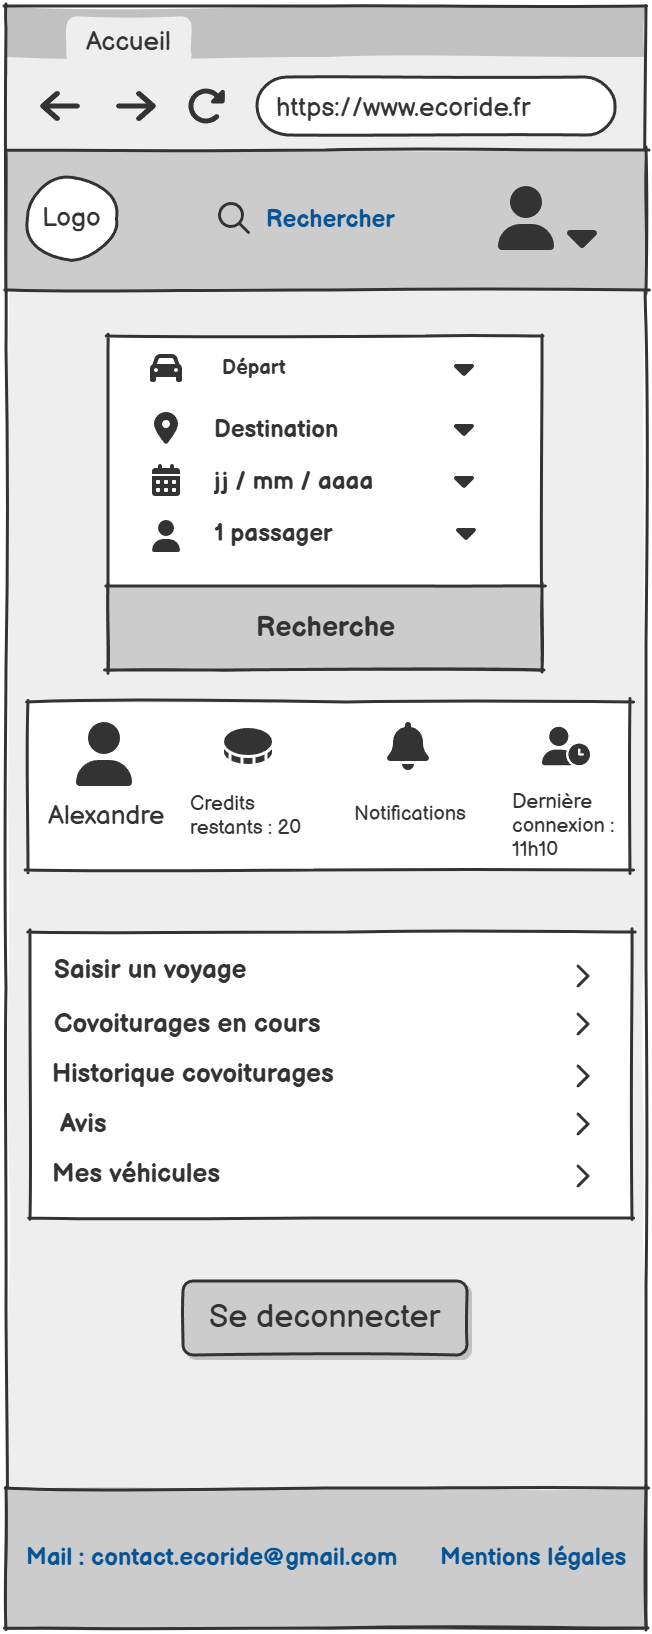 Accueil
https://www.ecoride.fr
Logo
Rechercher
Départ
Destination
jj / mm / aaaa
1 passager
Recherche
Alexandre
Credits
restants : 20
Notifications
Dernière
connexion :
11h10
Saisir un voyage
Covoiturages en cours
Historique covoiturages
Avis
Mes véhicules
Se deconnecter
Mail : contact.ecoride@gmail.com
Mentions légales